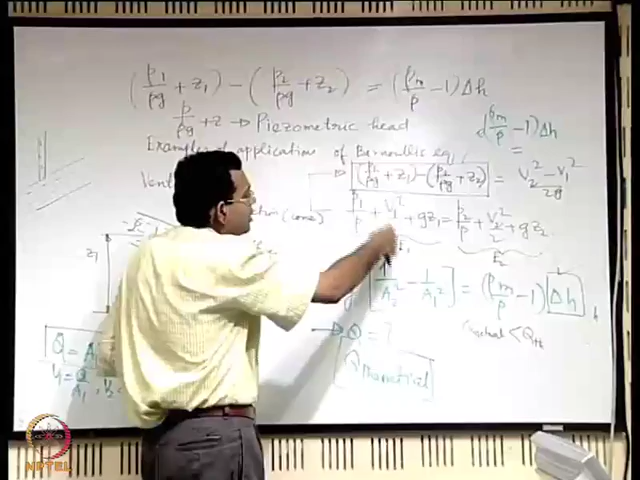 (p1/ρg + z1) − (p2/ρg + z2) = (ρm/ρ − 1)Δh
p/ρg + z → Piezometric head
(ρm/ρ − 1)Δh
Examples of application of Bernoulli's eq
(p1/ρg + z1) − (p2/ρg + z2) = V2² − V1² / 2g
p1/ρ + V1²/2 + gz1 = p2/ρ + V2²/2 + gz2
E2
z1
[1/A2² − 1/A1²] = (ρm/ρ − 1) Δh
Qactual < Qth
→ Q = ?
Qtheoretical
Q = A
V1 = Q/A1, V2
NPTEL